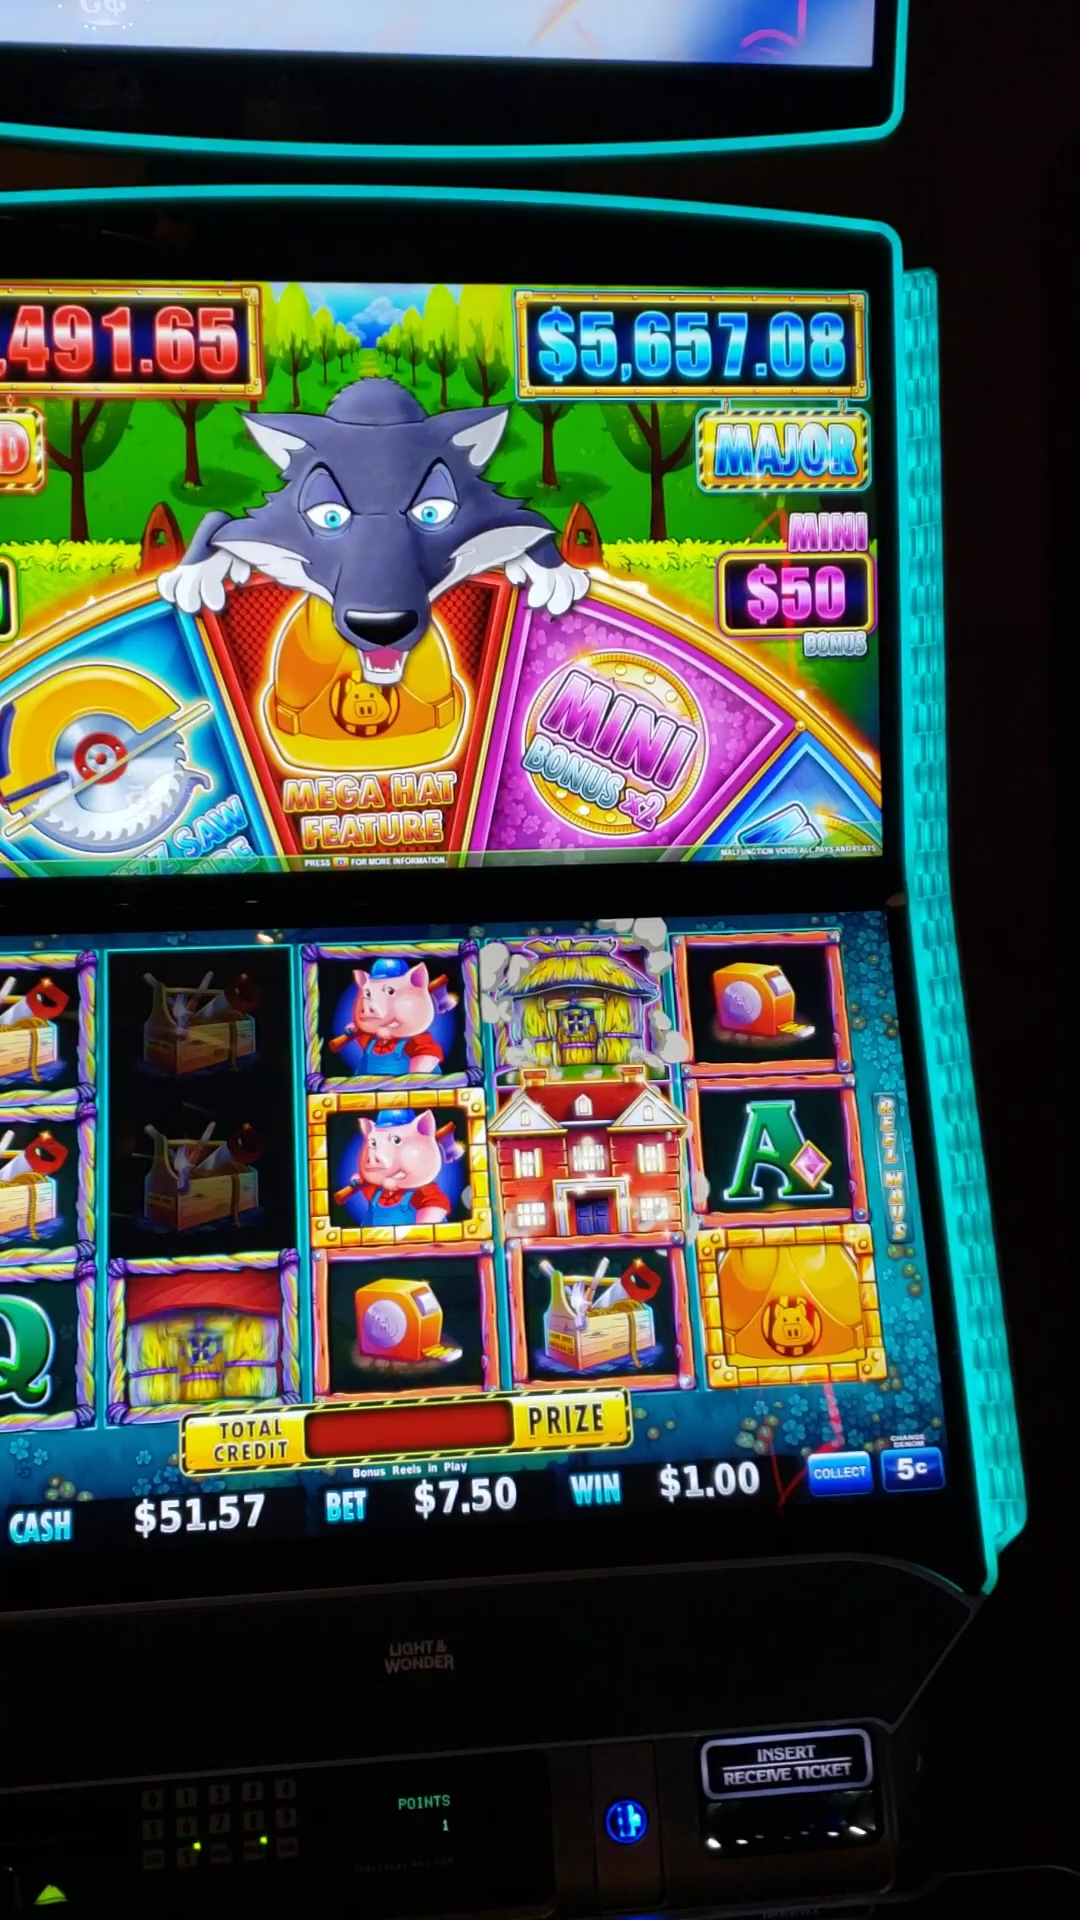 ,491.65
$5,657.08
D
MAJOR
MINI
$50
BONUS
MINI
BONUS x2
MEGA HAT
FEATURE
SAW
PRESS FOR MORE INFORMATION
MALFUNCTION VOIDS ALL PAYS AND PLAYS
A
REEL WAYS
Q
TOTAL
CREDIT
PRIZE
Bonus Reels in Play
CASH
$51.57
BET
$7.50
WIN
$1.00
COLLECT
CHANGE
DENOM
5¢
LIGHT &
WONDER
INSERT
RECEIVE TICKET
POINTS
1